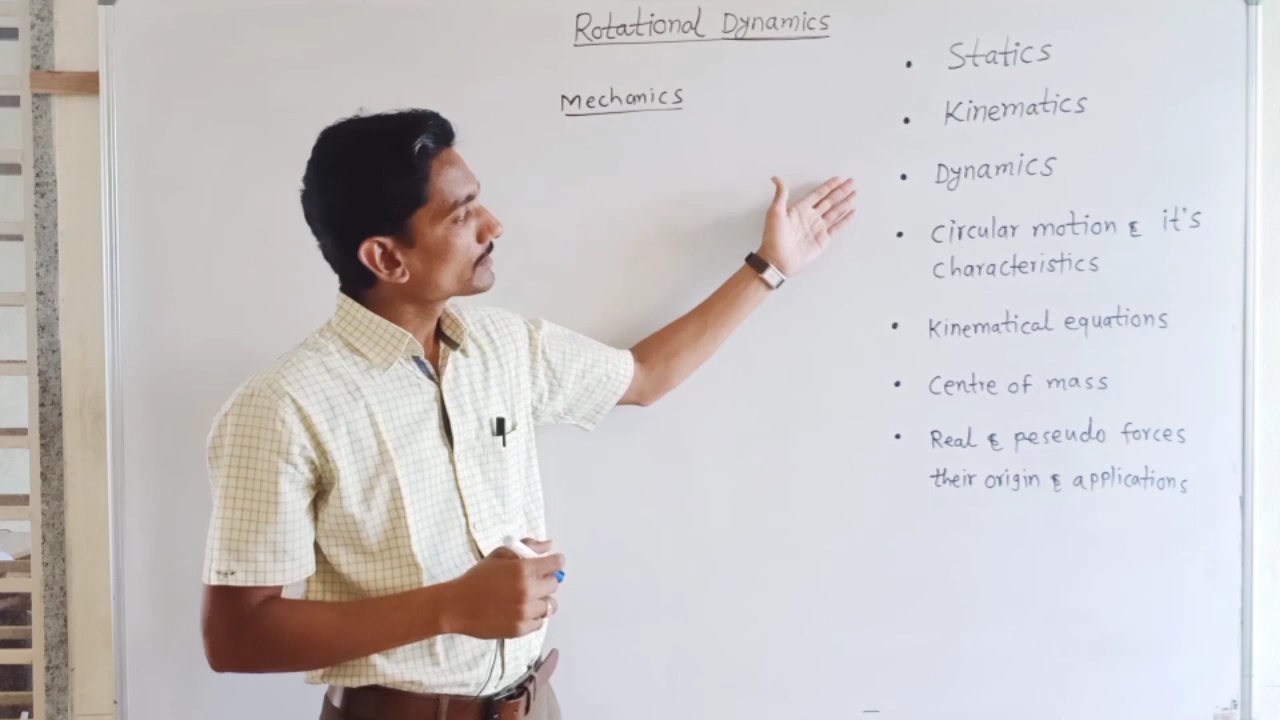 Rotational Dynamics
Mechanics
• Statics
• Kinematics
• Dynamics
• Circular motion & it's
characteristics
• Kinematical equations
• Centre of mass
• Real & peseudo forces
their origin & applications